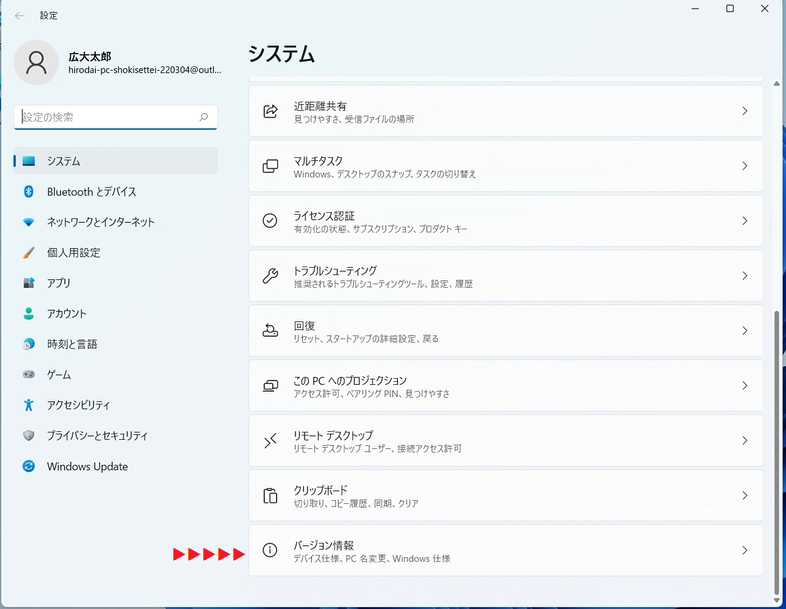 設定
広大太郎
hirodai-pc-shokisettei-220304@outl...
設定の検索
システム
Bluetooth とデバイス
ネットワークとインターネット
個人用設定
アプリ
アカウント
時刻と言語
ゲーム
アクセシビリティ
プライバシーとセキュリティ
Windows Update
システム
近距離共有
見つけやすさ、受信ファイルの場所
マルチタスク
Windows、デスクトップのスナップ、タスクの切り替え
ライセンス認証
有効化の状態、サブスクリプション、プロダクト キー
トラブルシューティング
推奨されるトラブルシューティングツール、設定、履歴
回復
リセット、スタートアップの詳細設定、戻る
この PC へのプロジェクション
アクセス許可、ペアリング PIN、見つけやすさ
リモート デスクトップ
リモート デスクトップ ユーザー、接続アクセス許可
クリップボード
切り取り、コピー履歴、同期、クリア
バージョン情報
デバイス仕様、PC 名変更、Windows 仕様